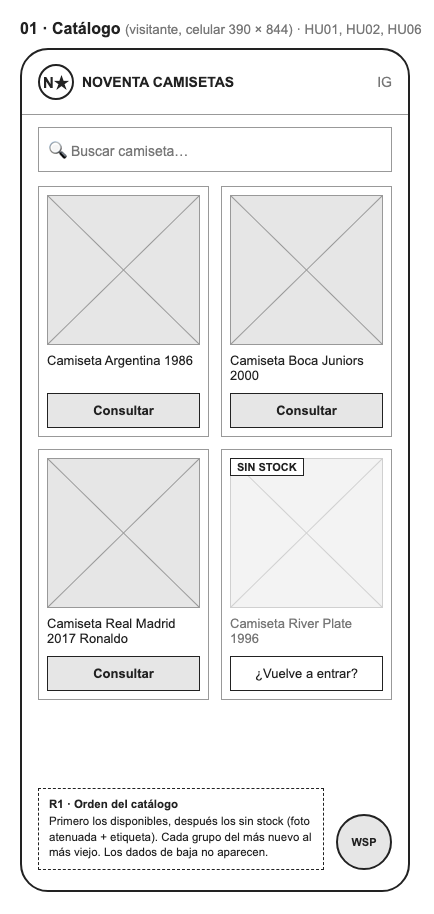 01 · Catálogo (visitante, celular 390 × 844) · HU01, HU02, HU06
N★ NOVENTA CAMISETAS IG
Buscar camiseta…
Camiseta Argentina 1986
Consultar
Camiseta Boca Juniors
2000
Consultar
Camiseta Real Madrid
2017 Ronaldo
Consultar
SIN STOCK
Camiseta River Plate
1996
¿Vuelve a entrar?
R1 · Orden del catálogo
Primero los disponibles, después los sin stock (foto
atenuada + etiqueta). Cada grupo del más nuevo al
más viejo. Los dados de baja no aparecen.
WSP